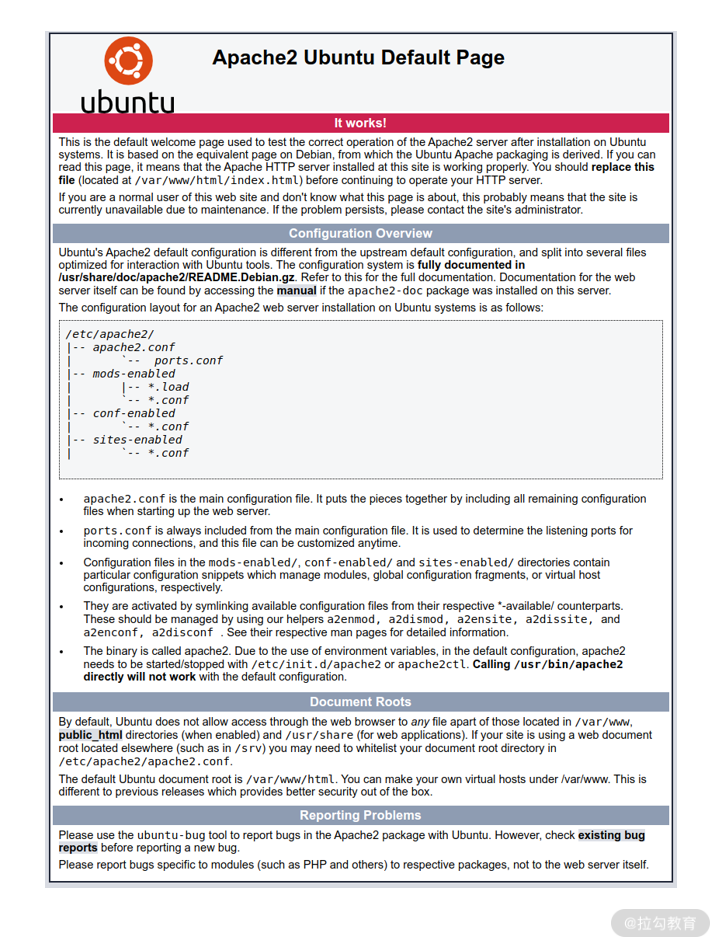 ubuntu
Apache2 Ubuntu Default Page
It works!
This is the default welcome page used to test the correct operation of the Apache2 server after installation on Ubuntu
systems. It is based on the equivalent page on Debian, from which the Ubuntu Apache packaging is derived. If you can
read this page, it means that the Apache HTTP server installed at this site is working properly. You should replace this
file (located at /var/www/html/index.html) before continuing to operate your HTTP server.
If you are a normal user of this web site and don't know what this page is about, this probably means that the site is
currently unavailable due to maintenance. If the problem persists, please contact the site's administrator.
Configuration Overview
Ubuntu's Apache2 default configuration is different from the upstream default configuration, and split into several files
optimized for interaction with Ubuntu tools. The configuration system is fully documented in
/usr/share/doc/apache2/README.Debian.gz. Refer to this for the full documentation. Documentation for the web
server itself can be found by accessing the manual if the apache2-doc package was installed on this server.
The configuration layout for an Apache2 web server installation on Ubuntu systems is as follows:
/etc/apache2/
|-- apache2.conf
|       `--  ports.conf
|-- mods-enabled
|       |-- *.load
|       `-- *.conf
|-- conf-enabled
|       `-- *.conf
|-- sites-enabled
|       `-- *.conf
• apache2.conf is the main configuration file. It puts the pieces together by including all remaining configuration
files when starting up the web server.
• ports.conf is always included from the main configuration file. It is used to determine the listening ports for
incoming connections, and this file can be customized anytime.
• Configuration files in the mods-enabled/, conf-enabled/ and sites-enabled/ directories contain
particular configuration snippets which manage modules, global configuration fragments, or virtual host
configurations, respectively.
• They are activated by symlinking available configuration files from their respective *-available/ counterparts.
These should be managed by using our helpers a2enmod, a2dismod, a2ensite, a2dissite, and
a2enconf, a2disconf . See their respective man pages for detailed information.
• The binary is called apache2. Due to the use of environment variables, in the default configuration, apache2
needs to be started/stopped with /etc/init.d/apache2 or apache2ctl. Calling /usr/bin/apache2
directly will not work with the default configuration.
Document Roots
By default, Ubuntu does not allow access through the web browser to any file apart of those located in /var/www,
public_html directories (when enabled) and /usr/share (for web applications). If your site is using a web document
root located elsewhere (such as in /srv) you may need to whitelist your document root directory in
/etc/apache2/apache2.conf.
The default Ubuntu document root is /var/www/html. You can make your own virtual hosts under /var/www. This is
different to previous releases which provides better security out of the box.
Reporting Problems
Please use the ubuntu-bug tool to report bugs in the Apache2 package with Ubuntu. However, check existing bug
reports before reporting a new bug.
Please report bugs specific to modules (such as PHP and others) to respective packages, not to the web server itself.
@拉勾教育